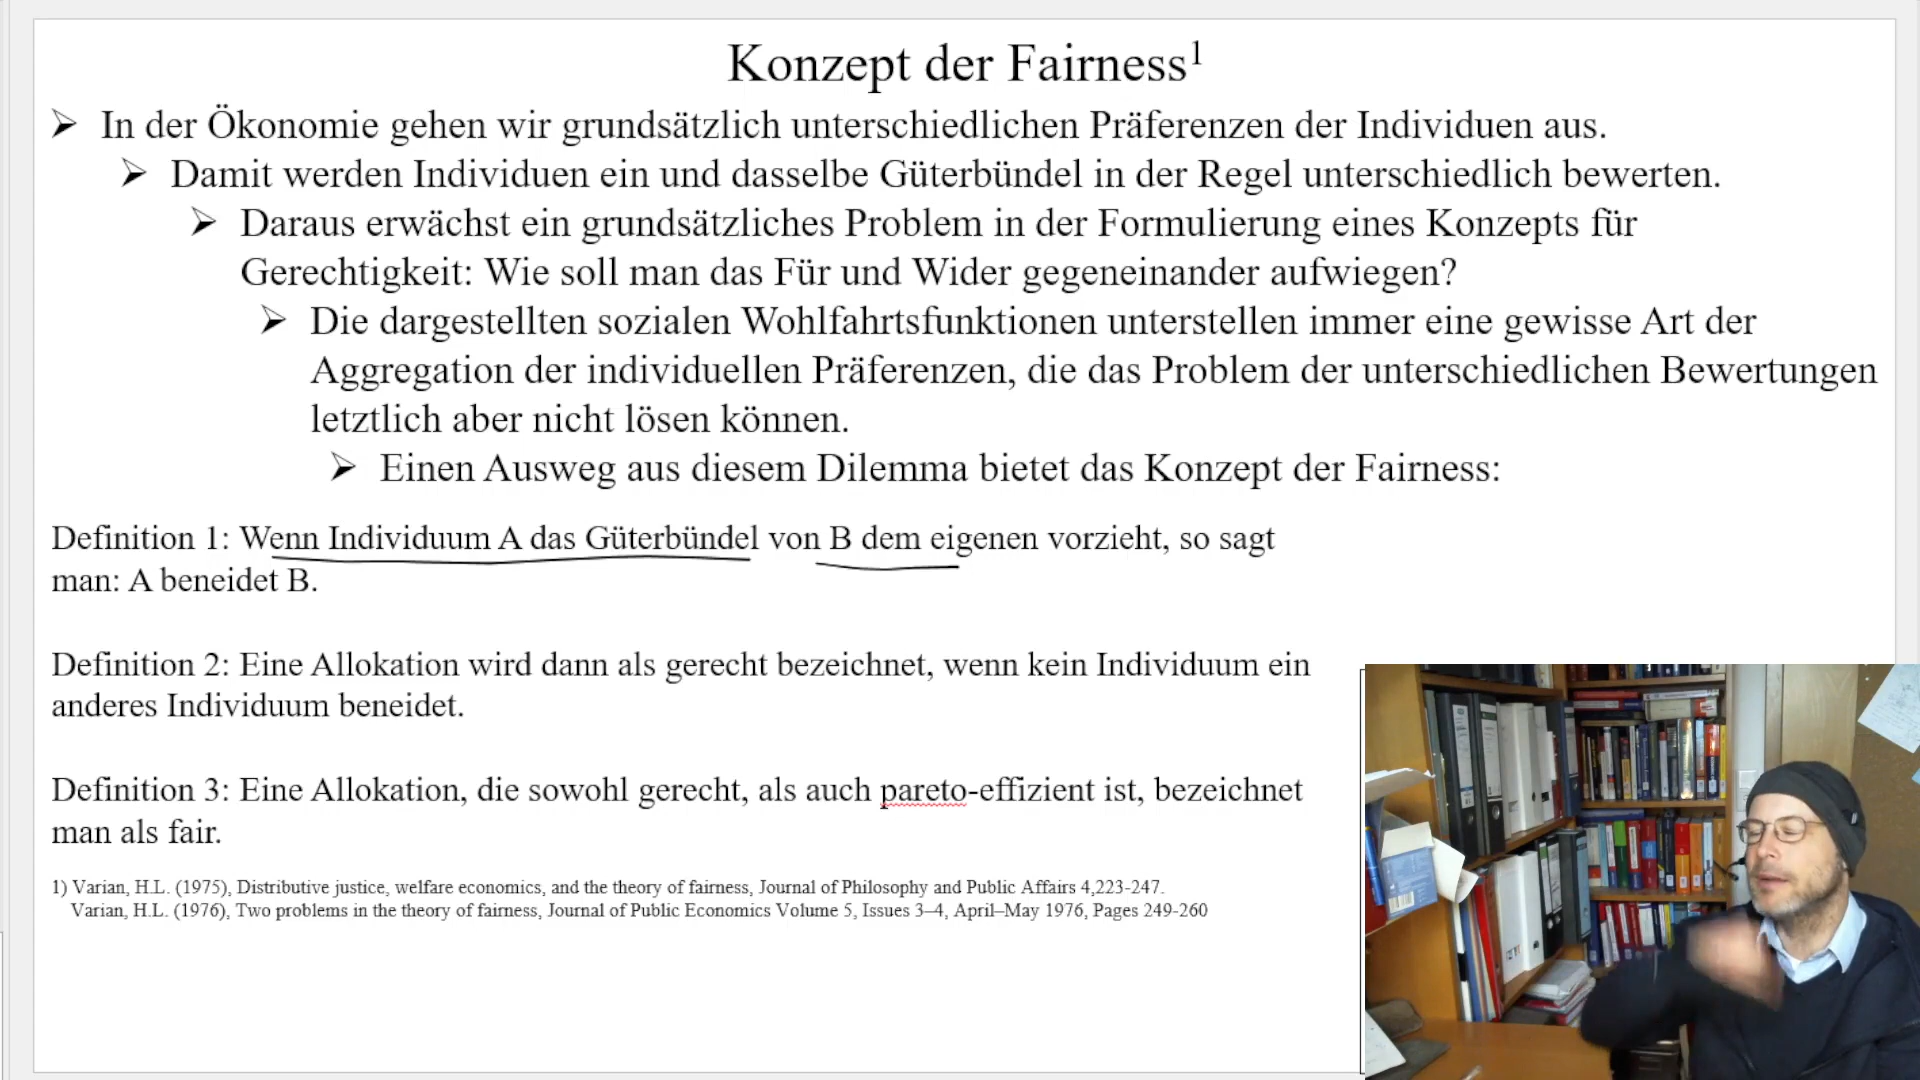 Konzept der Fairness¹
➢ In der Ökonomie gehen wir grundsätzlich unterschiedlichen Präferenzen der Individuen aus.
➢ Damit werden Individuen ein und dasselbe Güterbündel in der Regel unterschiedlich bewerten.
➢ Daraus erwächst ein grundsätzliches Problem in der Formulierung eines Konzepts für
Gerechtigkeit: Wie soll man das Für und Wider gegeneinander aufwiegen?
➢ Die dargestellten sozialen Wohlfahrtsfunktionen unterstellen immer eine gewisse Art der
Aggregation der individuellen Präferenzen, die das Problem der unterschiedlichen Bewertungen
letztlich aber nicht lösen können.
➢ Einen Ausweg aus diesem Dilemma bietet das Konzept der Fairness:
Definition 1: Wenn Individuum A das Güterbündel von B dem eigenen vorzieht, so sagt
man: A beneidet B.
Definition 2: Eine Allokation wird dann als gerecht bezeichnet, wenn kein Individuum ein
anderes Individuum beneidet.
Definition 3: Eine Allokation, die sowohl gerecht, als auch pareto-effizient ist, bezeichnet
man als fair.
1) Varian, H.L. (1975), Distributive justice, welfare economics, and the theory of fairness, Journal of Philosophy and Public Affairs 4,223-247.
Varian, H.L. (1976), Two problems in the theory of fairness, Journal of Public Economics Volume 5, Issues 3–4, April–May 1976, Pages 249-260